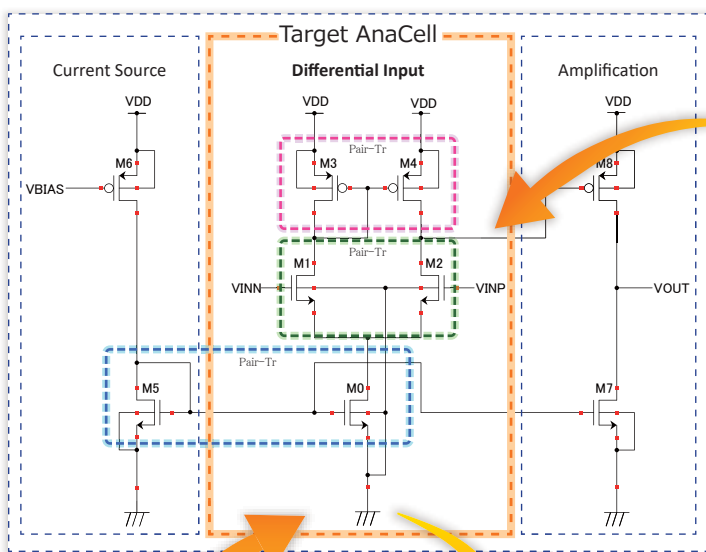 Target AnaCell
Current Source
Differential Input
Amplification
VDD
VDD
VDD
VDD
Pair-Tr
M6
M3
M4
M8
VBIAS
Pair-Tr
M1
M2
VINN
VINP
VOUT
Pair-Tr
M5
M0
M7